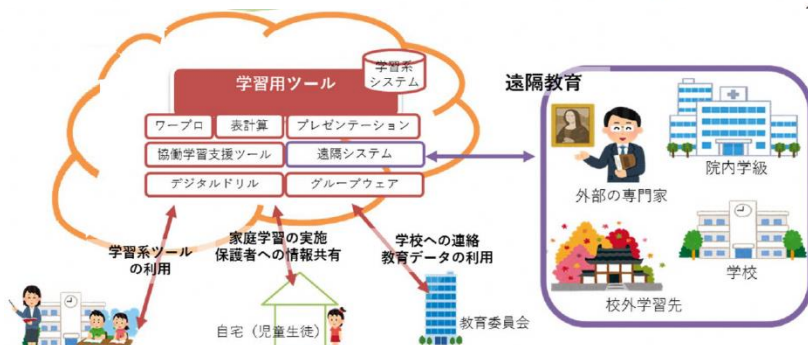 学習系
システム
学習用ツール
ワープロ
表計算
プレゼンテーション
協働学習支援ツール
遠隔システム
デジタルドリル
グループウェア
学習系ツール
の利用
家庭学習の実施
保護者への情報共有
学校への連絡
教育データの利用
自宅（児童生徒）
教育委員会
遠隔教育
外部の専門家
院内学級
校外学習先
学校